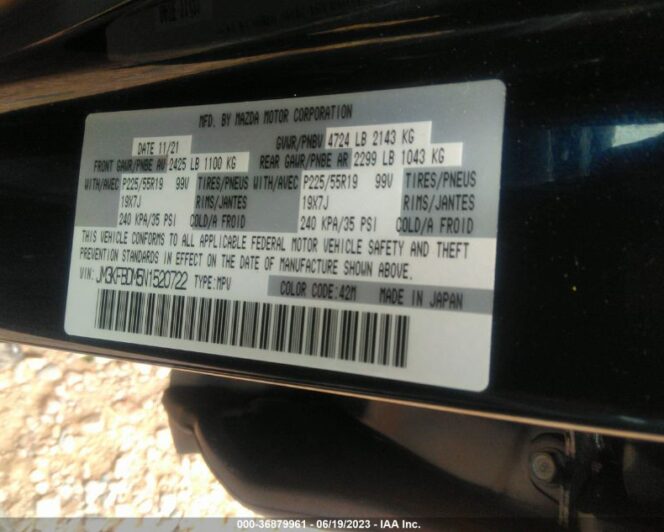 MFD. BY MAZDA MOTOR CORPORATION
DATE 11/21 GVWR/PNBV 4724 LB 2143 KG
FRONT GAWR/PNBE AV 2425 LB 1100 KG REAR GAWR/PNBE AR 2299 LB 1043 KG
WITH/AVEC P225/55R19 99V TIRES/PNEUS WITH/AVEC P225/55R19 99V TIRES/PNEUS
19X7J RIMS/JANTES 19X7J RIMS/JANTES
240 KPA/35 PSI COLD/A FROID 240 KPA/35 PSI COLD/A FROID
THIS VEHICLE CONFORMS TO ALL APPLICABLE FEDERAL MOTOR VEHICLE SAFETY AND THEFT
PREVENTION STANDARDS IN EFFECT ON THE DATE OF MANUFACTURE SHOWN ABOVE.
VIN: JM3KFBDM5N1520722 TYPE: MPV
COLOR CODE:42M MADE IN JAPAN
000-36879961 - 06/19/2023 - IAA Inc.